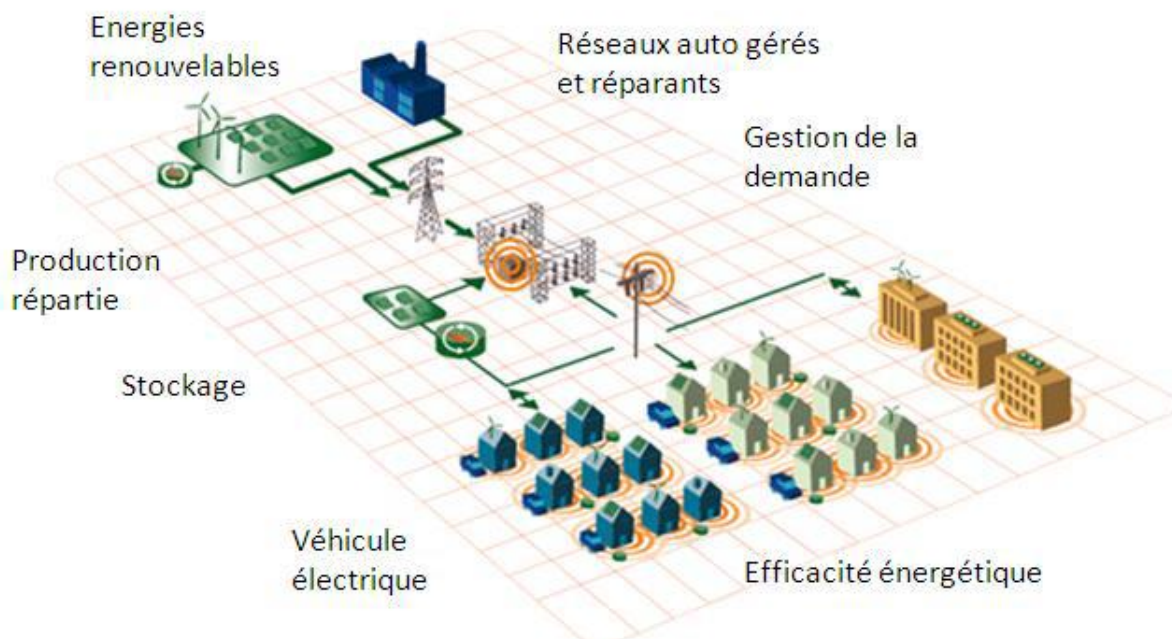 Energies
renouvelables
Réseaux auto gérés
et réparants
Gestion de la
demande
Production
répartie
Stockage
Véhicule
électrique
Efficacité énergétique